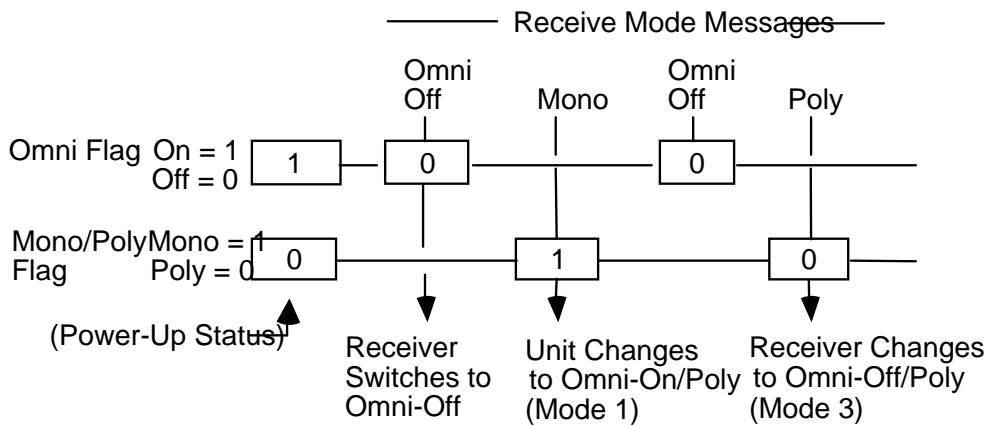 Receive Mode Messages
Omni
Off
Mono
Omni
Off
Poly
Omni Flag On = 1
Off = 0
1
0
0
Mono/Poly Mono = 1
Flag Poly = 0
0
1
0
(Power-Up Status)
Receiver
Switches to
Omni-Off
Unit Changes
to Omni-On/Poly
(Mode 1)
Receiver Changes
to Omni-Off/Poly
(Mode 3)